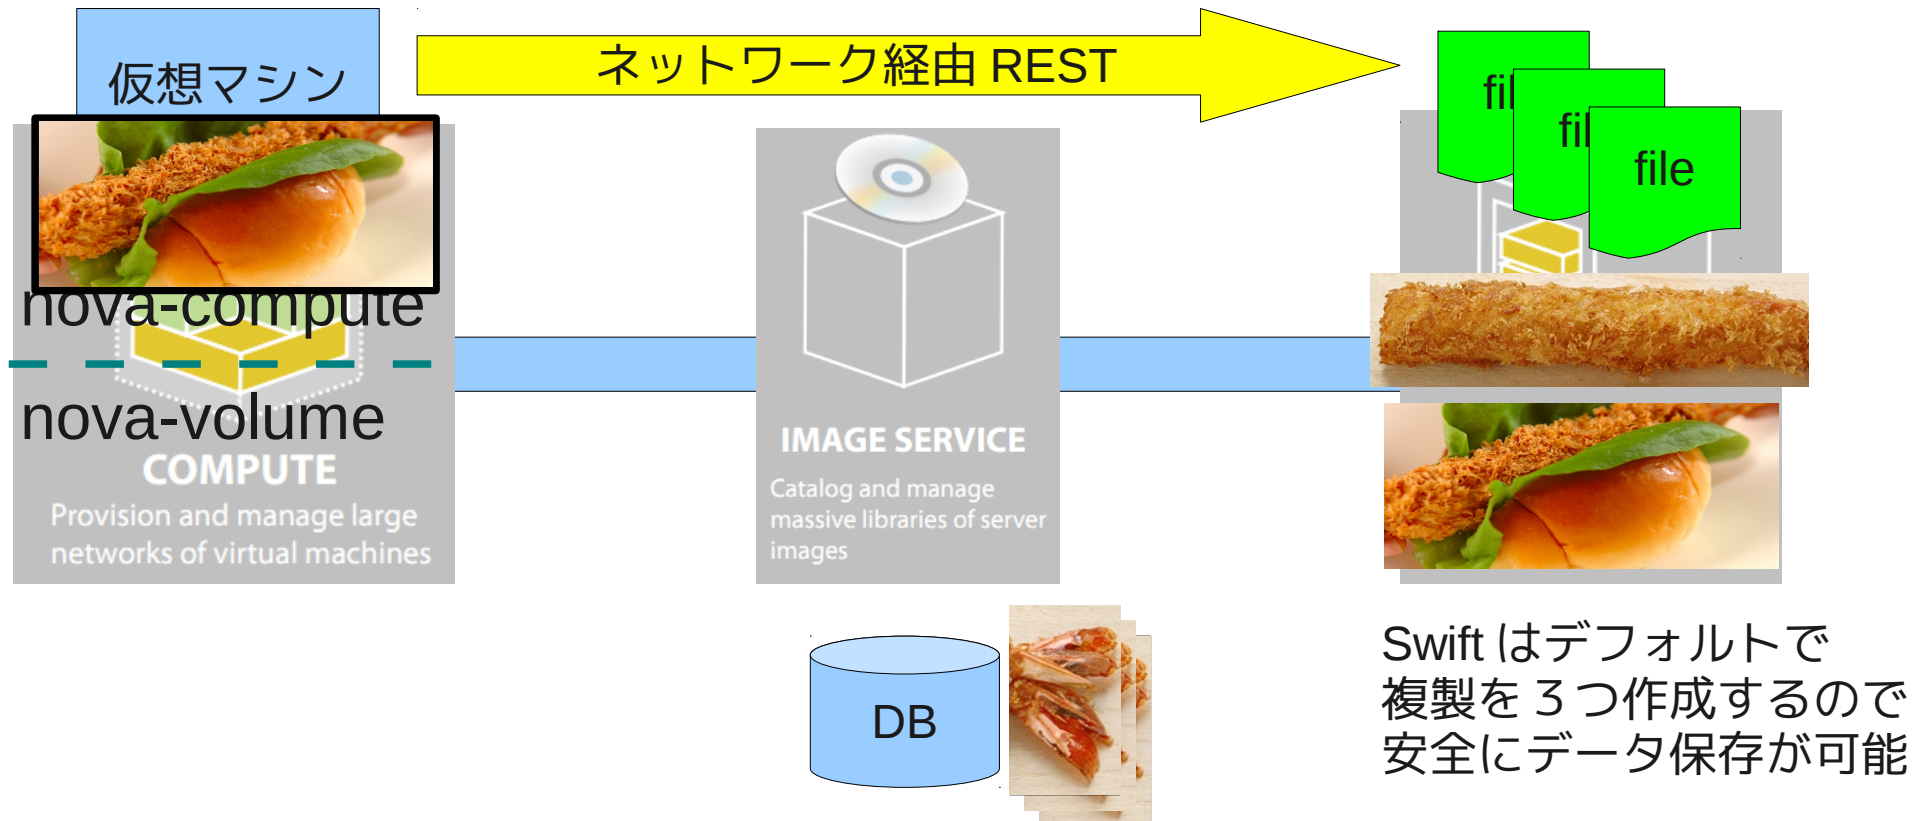 仮想マシン
ネットワーク経由 REST
file
file
file
nova-compute
nova-volume
COMPUTE
Provision and manage large
networks of virtual machines
IMAGE SERVICE
Catalog and manage
massive libraries of server
images
DB
Swift はデフォルトで
複製を３つ作成するので
安全にデータ保存が可能